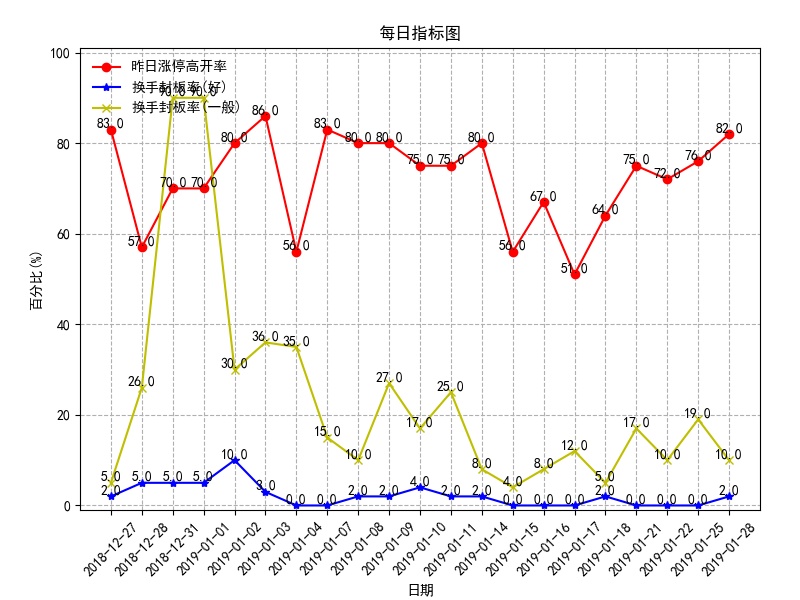 每日指标图
昨日涨停高开率
换手封板率(好)
换手封板率(一般)
百分比(%)
100
80
60
40
20
0
83.0 57.0 70.0 70.0 80.0 86.0 56.0 83.0 80.0 80.0 75.0 75.0 80.0 56.0 67.0 51.0 64.0 75.0 72.0 76.0 82.0
5.0 26.0 90.0 90.0 30.0 36.0 35.0 15.0 10.0 27.0 17.0 25.0 8.0 4.0 8.0 12.0 5.0 17.0 10.0 19.0 10.0
2.0 5.0 5.0 5.0 10.0 3.0 0.0 0.0 2.0 2.0 4.0 2.0 2.0 0.0 0.0 0.0 2.0 0.0 0.0 0.0 2.0
2018-12-27 2018-12-28 2018-12-31 2019-01-01 2019-01-02 2019-01-03 2019-01-04 2019-01-07 2019-01-08 2019-01-09 2019-01-10 2019-01-11 2019-01-14 2019-01-15 2019-01-16 2019-01-17 2019-01-18 2019-01-21 2019-01-22 2019-01-25 2019-01-28
日期